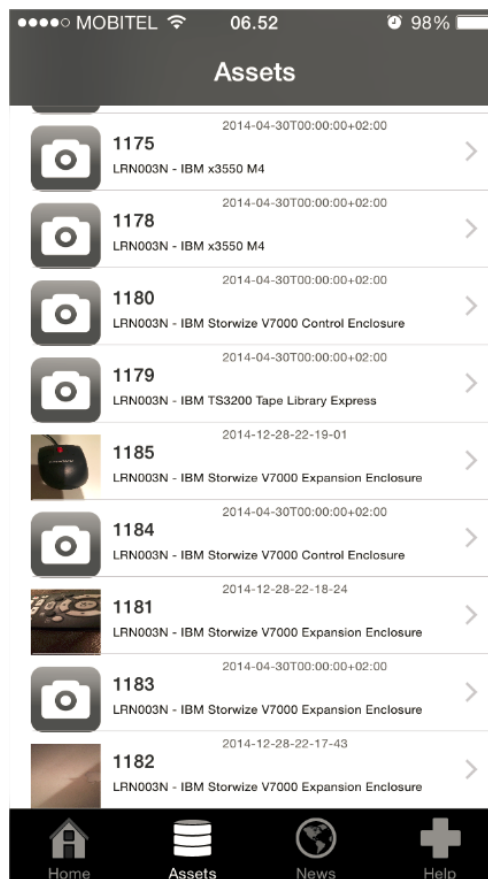 MOBITEL 06.52 98%
Assets
2014-04-30T00:00:00+02:00
1175
LRN003N - IBM x3550 M4
2014-04-30T00:00:00+02:00
1178
LRN003N - IBM x3550 M4
2014-04-30T00:00:00+02:00
1180
LRN003N - IBM Storwize V7000 Control Enclosure
2014-04-30T00:00:00+02:00
1179
LRN003N - IBM TS3200 Tape Library Express
2014-12-28-22-19-01
1185
LRN003N - IBM Storwize V7000 Expansion Enclosure
2014-04-30T00:00:00+02:00
1184
LRN003N - IBM Storwize V7000 Control Enclosure
2014-12-28-22-18-24
1181
LRN003N - IBM Storwize V7000 Expansion Enclosure
2014-04-30T00:00:00+02:00
1183
LRN003N - IBM Storwize V7000 Expansion Enclosure
2014-12-28-22-17-43
1182
LRN003N - IBM Storwize V7000 Expansion Enclosure
Home Assets News Help